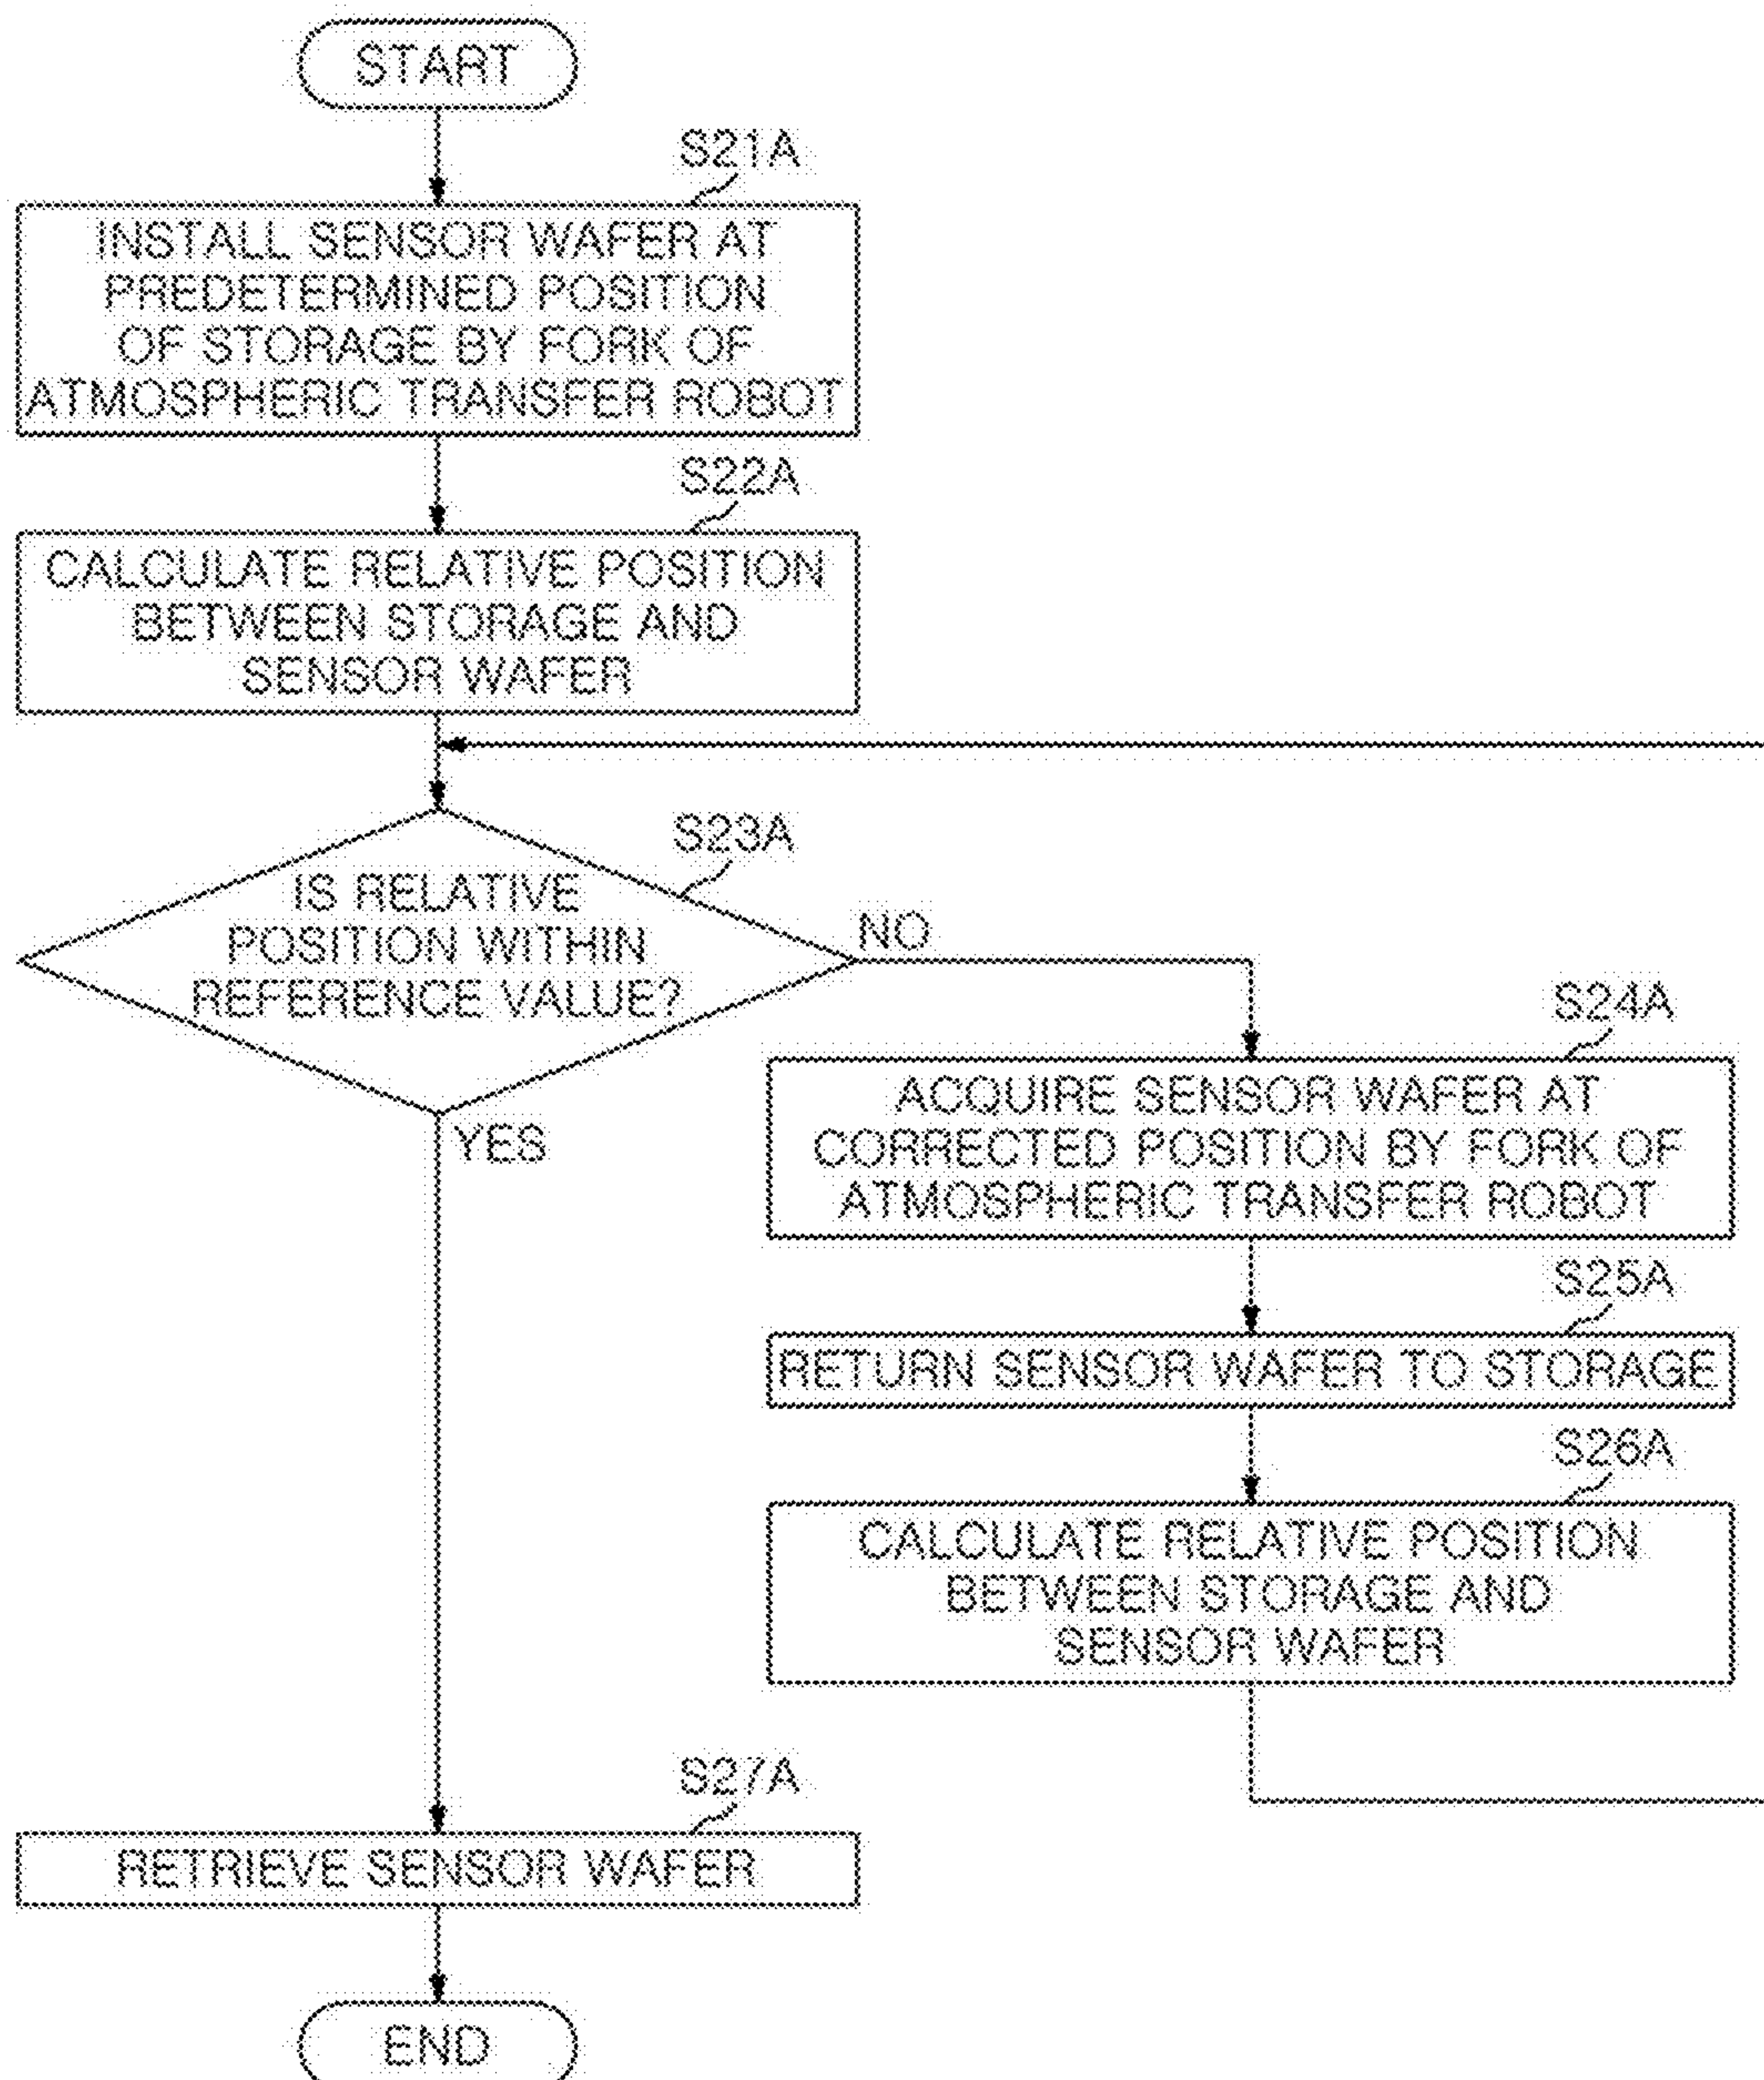 START
S21A
INSTALL SENSOR WAFER AT
PREDETERMINED POSITION
OF STORAGE BY FORK OF
ATMOSPHERIC TRANSFER ROBOT
S22A
CALCULATE RELATIVE POSITION
BETWEEN STORAGE AND
SENSOR WAFER
S23A
IS RELATIVE
POSITION WITHIN
REFERENCE VALUE?
NO
YES
S24A
ACQUIRE SENSOR WAFER AT
CORRECTED POSITION BY FORK OF
ATMOSPHERIC TRANSFER ROBOT
S25A
RETURN SENSOR WAFER TO STORAGE
S26A
CALCULATE RELATIVE POSITION
BETWEEN STORAGE AND
SENSOR WAFER
S27A
RETRIEVE SENSOR WAFER
END